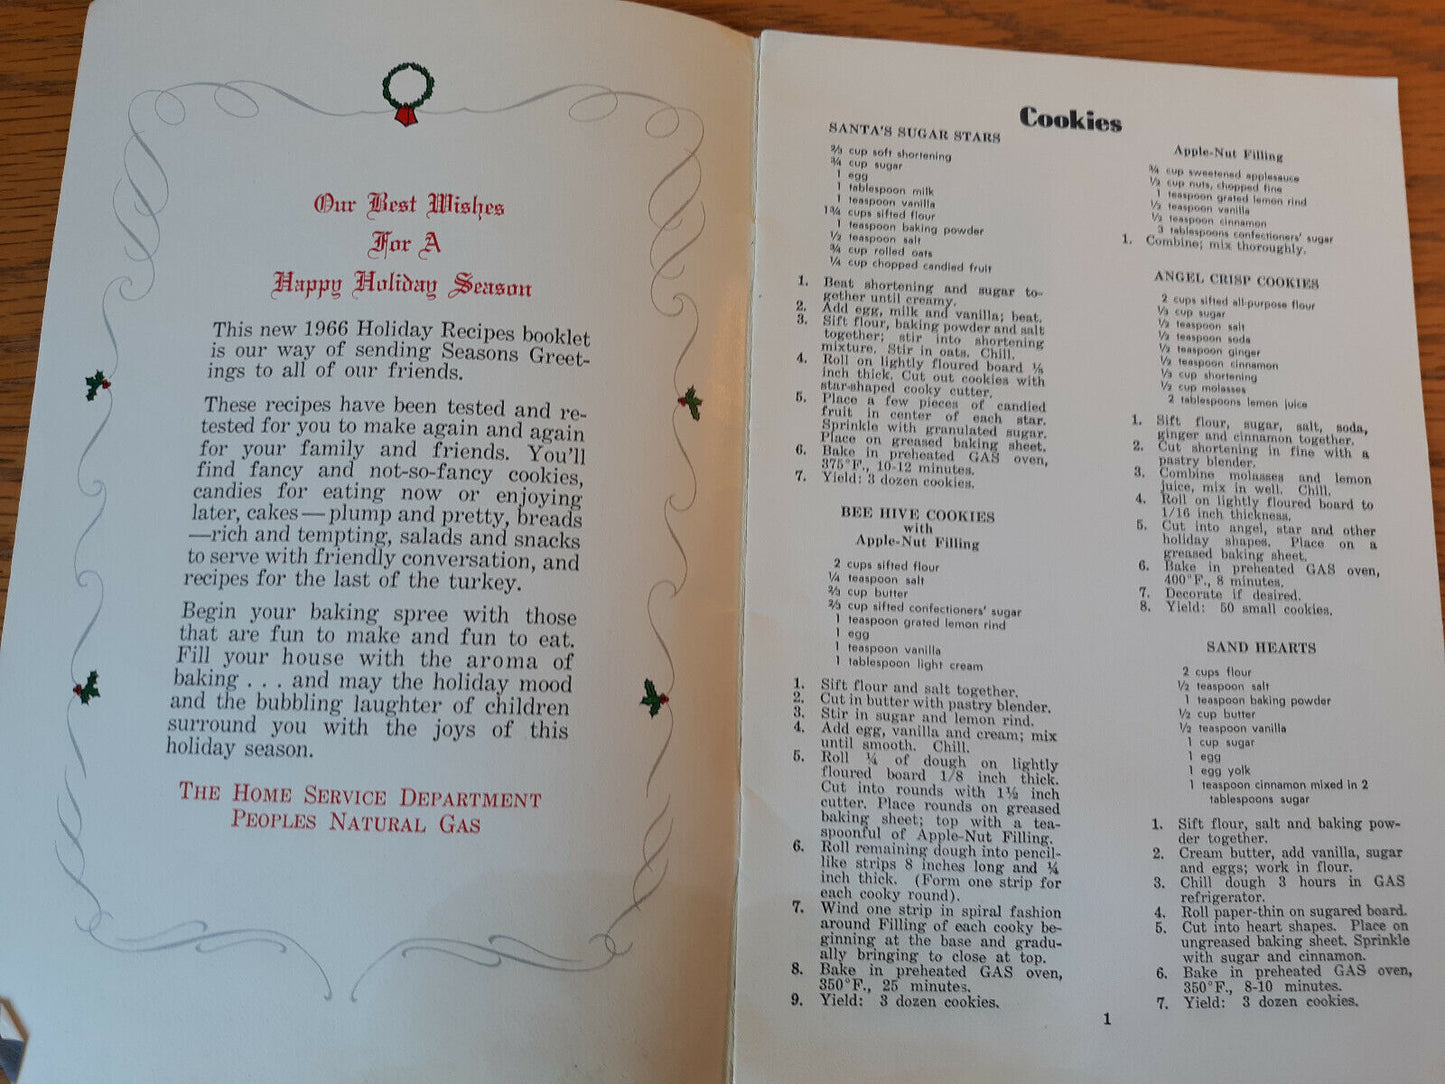 Our Best Wishes
For A
Happy Holiday Season
This new 1966 Holiday Recipes booklet
is our way of sending Seasons Greet-
ings to all of our friends.
These recipes have been tested and re-
tested for you to make again and again
for your family and friends. You'll
find fancy and not-so-fancy cookies,
candies for eating now or enjoying
later, cakes — plump and pretty, breads
—rich and tempting, salads and snacks
to serve with friendly conversation, and
recipes for the last of the turkey.
Begin your baking spree with those
that are fun to make and fun to eat.
Fill your house with the aroma of
baking . . . and may the holiday mood
and the bubbling laughter of children
surround you with the joys of this
holiday season.
THE HOME SERVICE DEPARTMENT
PEOPLES NATURAL GAS
Cookies
SANTA'S SUGAR STARS
⅔ cup soft shortening
¾ cup sugar
1 egg
1 tablespoon milk
1 teaspoon vanilla
1¾ cups sifted flour
1 teaspoon baking powder
½ teaspoon salt
¾ cup rolled oats
¼ cup chopped candied fruit
1. Beat shortening and sugar to-
gether until creamy.
2. Add egg, milk and vanilla; beat.
3. Sift flour, baking powder and salt
together; stir into shortening
mixture. Stir in oats. Chill.
4. Roll on lightly floured board ⅛
inch thick. Cut out cookies with
star-shaped cooky cutter.
5. Place a few pieces of candied
fruit in center of each star.
Sprinkle with granulated sugar.
Place on greased baking sheet.
6. Bake in preheated GAS oven,
375°F., 10-12 minutes.
7. Yield: 3 dozen cookies.
BEE HIVE COOKIES
with
Apple-Nut Filling
2 cups sifted flour
¼ teaspoon salt
⅔ cup butter
⅔ cup sifted confectioners' sugar
1 teaspoon grated lemon rind
1 egg
1 teaspoon vanilla
1 tablespoon light cream
1. Sift flour and salt together.
2. Cut in butter with pastry blender.
3. Stir in sugar and lemon rind.
4. Add egg, vanilla and cream; mix
until smooth. Chill.
5. Roll ¼ of dough on lightly
floured board 1/8 inch thick.
Cut into rounds with 1½ inch
cutter. Place rounds on greased
baking sheet; top with a tea-
spoonful of Apple-Nut Filling.
6. Roll remaining dough into pencil-
like strips 8 inches long and ¼
inch thick. (Form one strip for
each cooky round).
7. Wind one strip in spiral fashion
around Filling of each cooky be-
ginning at the base and gradu-
ally bringing to close at top.
8. Bake in preheated GAS oven,
350°F., 25 minutes.
9. Yield: 3 dozen cookies.
Apple-Nut Filling
¾ cup sweetened applesauce
½ cup nuts, chopped fine
1 teaspoon grated lemon rind
½ teaspoon vanilla
½ teaspoon cinnamon
3 tablespoons confectioners' sugar
1. Combine; mix thoroughly.
ANGEL CRISP COOKIES
2 cups sifted all-purpose flour
⅓ cup sugar
½ teaspoon salt
½ teaspoon soda
½ teaspoon ginger
½ teaspoon cinnamon
⅓ cup shortening
½ cup molasses
2 tablespoons lemon juice
1. Sift flour, sugar, salt, soda,
ginger and cinnamon together.
2. Cut shortening in fine with a
pastry blender.
3. Combine molasses and lemon
juice, mix in well. Chill.
4. Roll on lightly floured board to
1/16 inch thickness.
5. Cut into angel, star and other
holiday shapes. Place on a
greased baking sheet.
6. Bake in preheated GAS oven,
400°F., 8 minutes.
7. Decorate if desired.
8. Yield: 50 small cookies.
SAND HEARTS
2 cups flour
½ teaspoon salt
1 teaspoon baking powder
½ cup butter
½ teaspoon vanilla
1 cup sugar
1 egg
1 egg yolk
1 teaspoon cinnamon mixed in 2
tablespoons sugar
1. Sift flour, salt and baking pow-
der together.
2. Cream butter, add vanilla, sugar
and eggs; work in flour.
3. Chill dough 3 hours in GAS
refrigerator.
4. Roll paper-thin on sugared board.
5. Cut into heart shapes. Place on
ungreased baking sheet. Sprinkle
with sugar and cinnamon.
6. Bake in preheated GAS oven,
350°F., 8-10 minutes.
7. Yield: 3 dozen cookies.
1